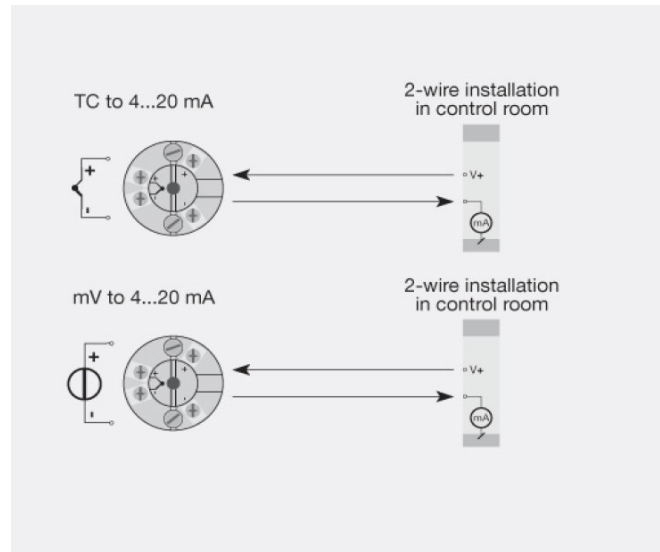 TC to 4...20 mA
2-wire installation
in control room
+
-
+
-
+
-
V+
mA
mV to 4...20 mA
2-wire installation
in control room
+
-
+
-
+
-
V+
mA